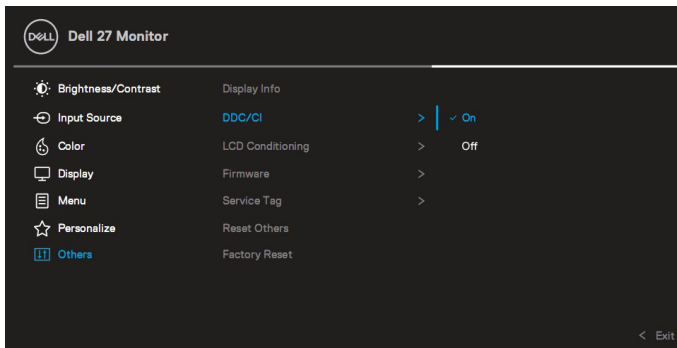 DELL Dell 27 Monitor
Brightness/Contrast Display Info
Input Source DDC/CI > ✓ On
Color LCD Conditioning > Off
Display Firmware >
Menu Service Tag >
Personalize Reset Others
Others Factory Reset
< Exit